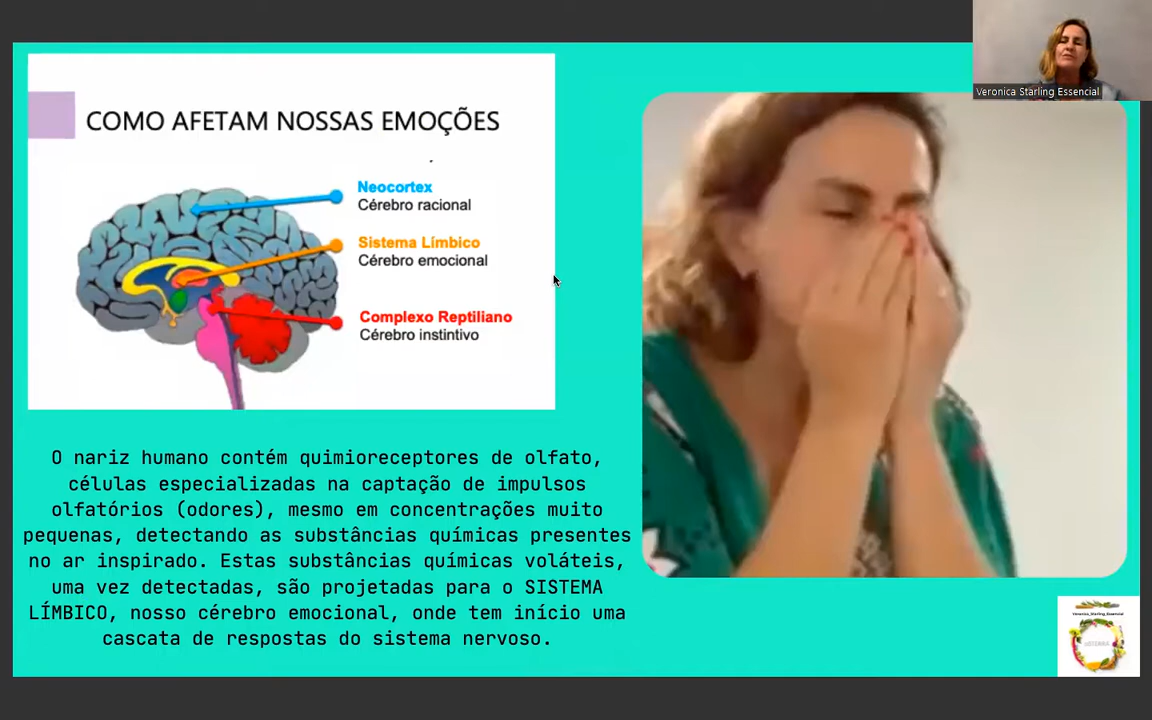 Veronica Starling Essencial
COMO AFETAM NOSSAS EMOÇÕES
Neocortex
Cérebro racional
Sistema Límbico
Cérebro emocional
Complexo Reptiliano
Cérebro instintivo
O nariz humano contém quimioreceptores de olfato,
células especializadas na captação de impulsos
olfatórios (odores), mesmo em concentrações muito
pequenas, detectando as substâncias químicas presentes
no ar inspirado. Estas substâncias químicas voláteis,
uma vez detectadas, são projetadas para o SISTEMA
LÍMBICO, nosso cérebro emocional, onde tem início uma
cascata de respostas do sistema nervoso.
Veronica_Starling_Essencial